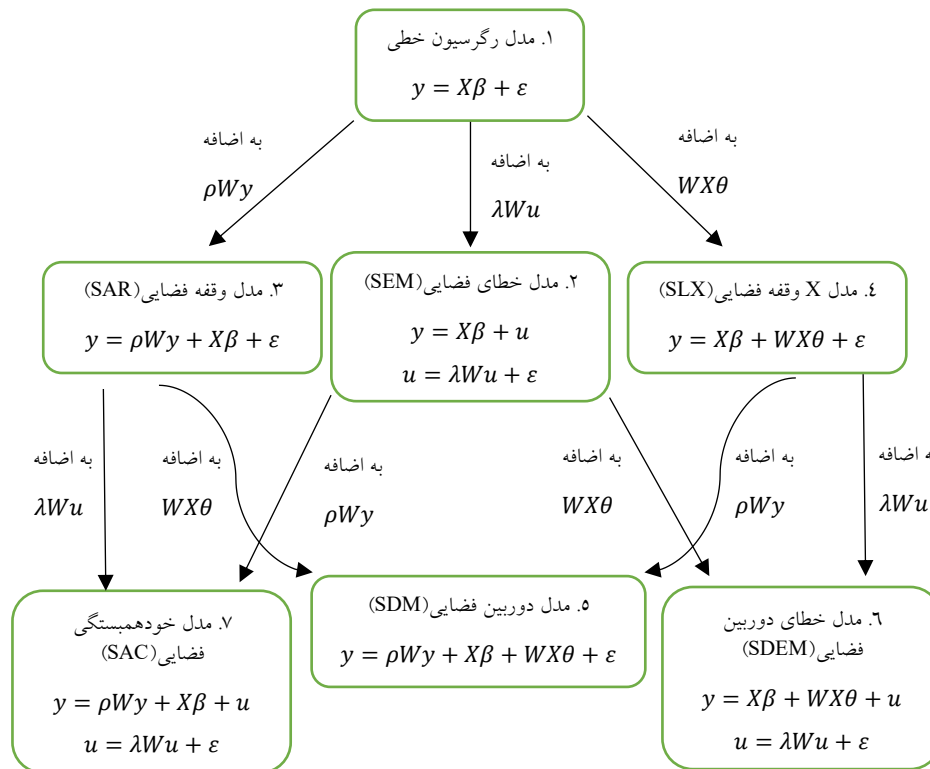 ۱. مدل رگرسیون خطی
y = Xβ + ε
به اضافه
ρWy
به اضافه
λWu
به اضافه
WXθ
۳. مدل وقفه فضایی(SAR)
y = ρWy + Xβ + ε
۲. مدل خطای فضایی(SEM)
y = Xβ + u
u = λWu + ε
٤. مدل X وقفه فضایی(SLX)
y = Xβ + WXθ + ε
به اضافه
λWu
به اضافه
WXθ
به اضافه
ρWy
به اضافه
WXθ
به اضافه
ρWy
به اضافه
λWu
۷. مدل خودهمبستگی
فضایی(SAC)
y = ρWy + Xβ + u
u = λWu + ε
۵. مدل دوربین فضایی(SDM)
y = ρWy + Xβ + WXθ + ε
٦. مدل خطای دوربین
فضایی(SDEM)
y = Xβ + WXθ + u
u = λWu + ε